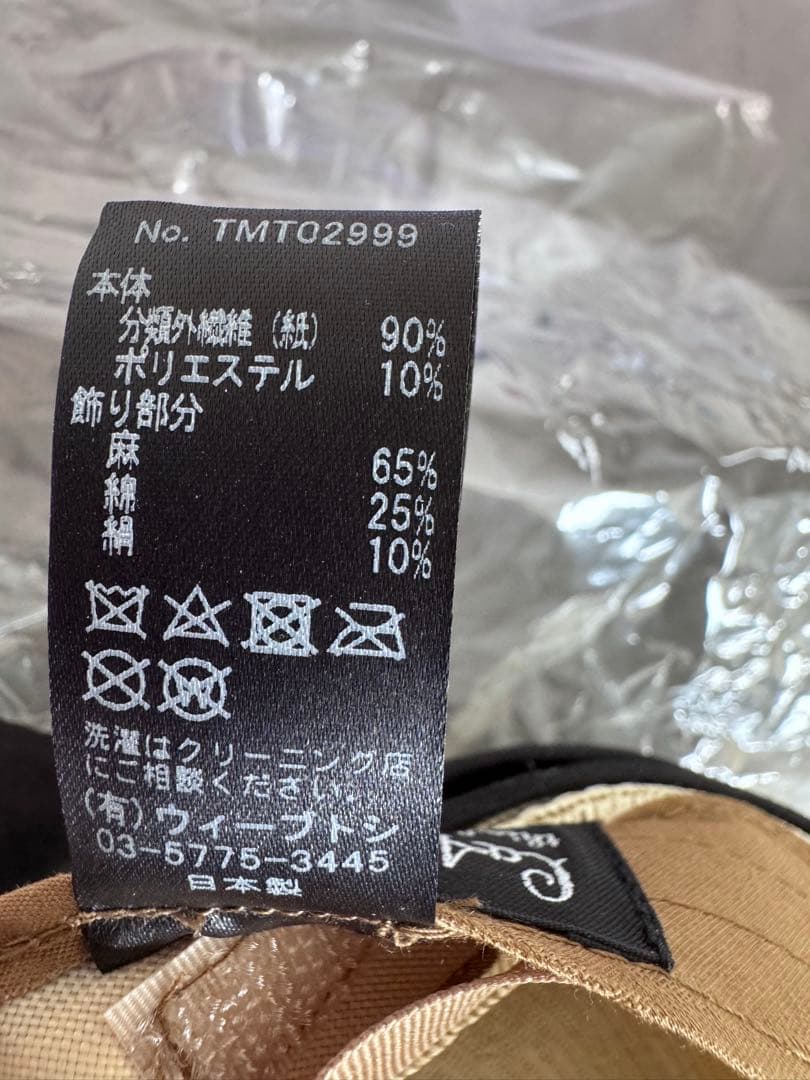 No. TMT02999
本体
分類外繊維 (紙) 90%
ポリエステル 10%
飾り部分
麻 65%
綿 25%
絹 10%
洗濯はクリーニング店
にご相談ください。
(有)ウィーブトシ
03-5775-3445
日本製